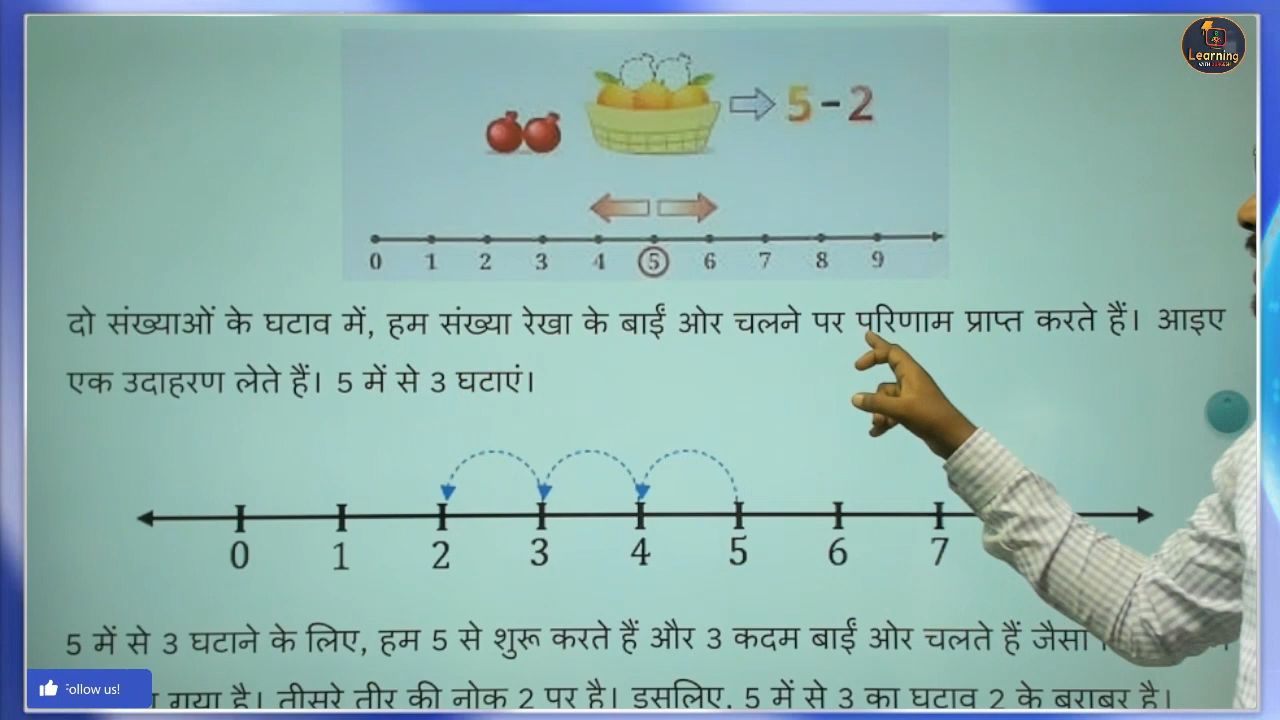 Learning
5 - 2
0 1 2 3 4 5 6 7 8 9
दो संख्याओं के घटाव में, हम संख्या रेखा के बाईं ओर चलने पर परिणाम प्राप्त करते हैं। आइए
एक उदाहरण लेते हैं। 5 में से 3 घटाएं।
0 1 2 3 4 5 6 7
5 में से 3 घटाने के लिए, हम 5 से शुरू करते हैं और 3 कदम बाईं ओर चलते हैं जैसा
गया है। तीसरे तीर की नोक 2 पर है। इसलिए, 5 में से 3 का घटाव 2 के बराबर है।
Follow us!